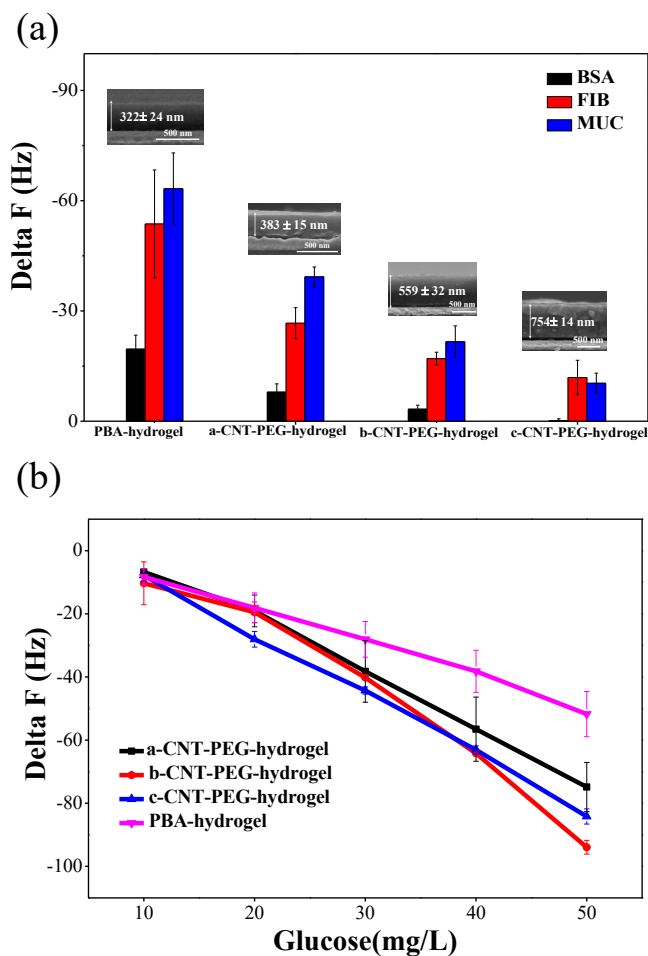 (a)
Delta F (Hz)
-90
-60
-30
0
BSA
FIB
MUC
322± 24 nm
500 nm
383 ± 15 nm
500 nm
559 ± 32 nm
500 nm
754 ± 14 nm
500 nm
PBA-hydrogel
a-CNT-PEG-hydrogel
b-CNT-PEG-hydrogel
c-CNT-PEG-hydrogel
(b)
Delta F (Hz)
0
-20
-40
-60
-80
-100
a-CNT-PEG-hydrogel
b-CNT-PEG-hydrogel
c-CNT-PEG-hydrogel
PBA-hydrogel
10 20 30 40 50
Glucose(mg/L)